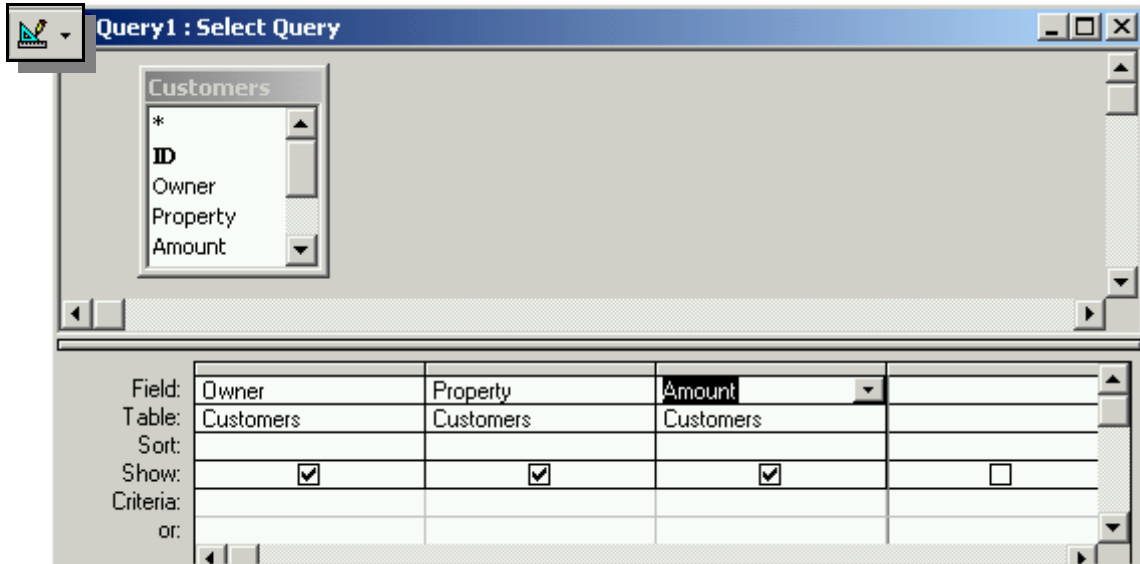 Query1 : Select Query
Customers
*
ID
Owner
Property
Amount
Field: Owner Property Amount
Table: Customers Customers Customers
Sort:
Show:
Criteria:
or: